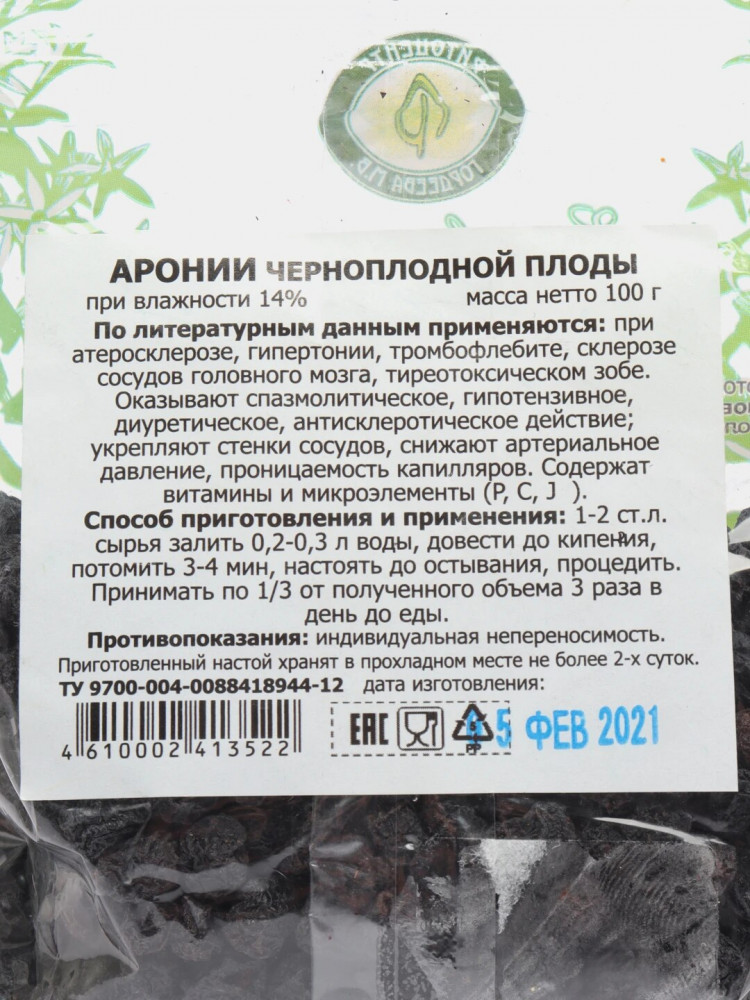 АРОНИИ ЧЕРНОПЛОДНОЙ ПЛОДЫ
при влажности 14% масса нетто 100 г
По литературным данным применяются: при
атеросклерозе, гипертонии, тромбофлебите, склерозе
сосудов головного мозга, тиреотоксическом зобе.
Оказывают спазмолитическое, гипотензивное,
диуретическое, антисклеротическое действие;
укрепляют стенки сосудов, снижают артериальное
давление, проницаемость капилляров. Содержат
витамины и микроэлементы (P, C, J ).
Способ приготовления и применения: 1-2 ст.л.
сырья залить 0,2-0,3 л воды, довести до кипения,
потомить 3-4 мин, настоять до остывания, процедить.
Принимать по 1/3 от полученного объема 3 раза в
день до еды.
Противопоказания: индивидуальная непереносимость.
Приготовленный настой хранят в прохладном месте не более 2-х суток.
ТУ 9700-004-0088418944-12 дата изготовления:
4 610002 413522
EAC 5 PP 5 ФЕВ 2021